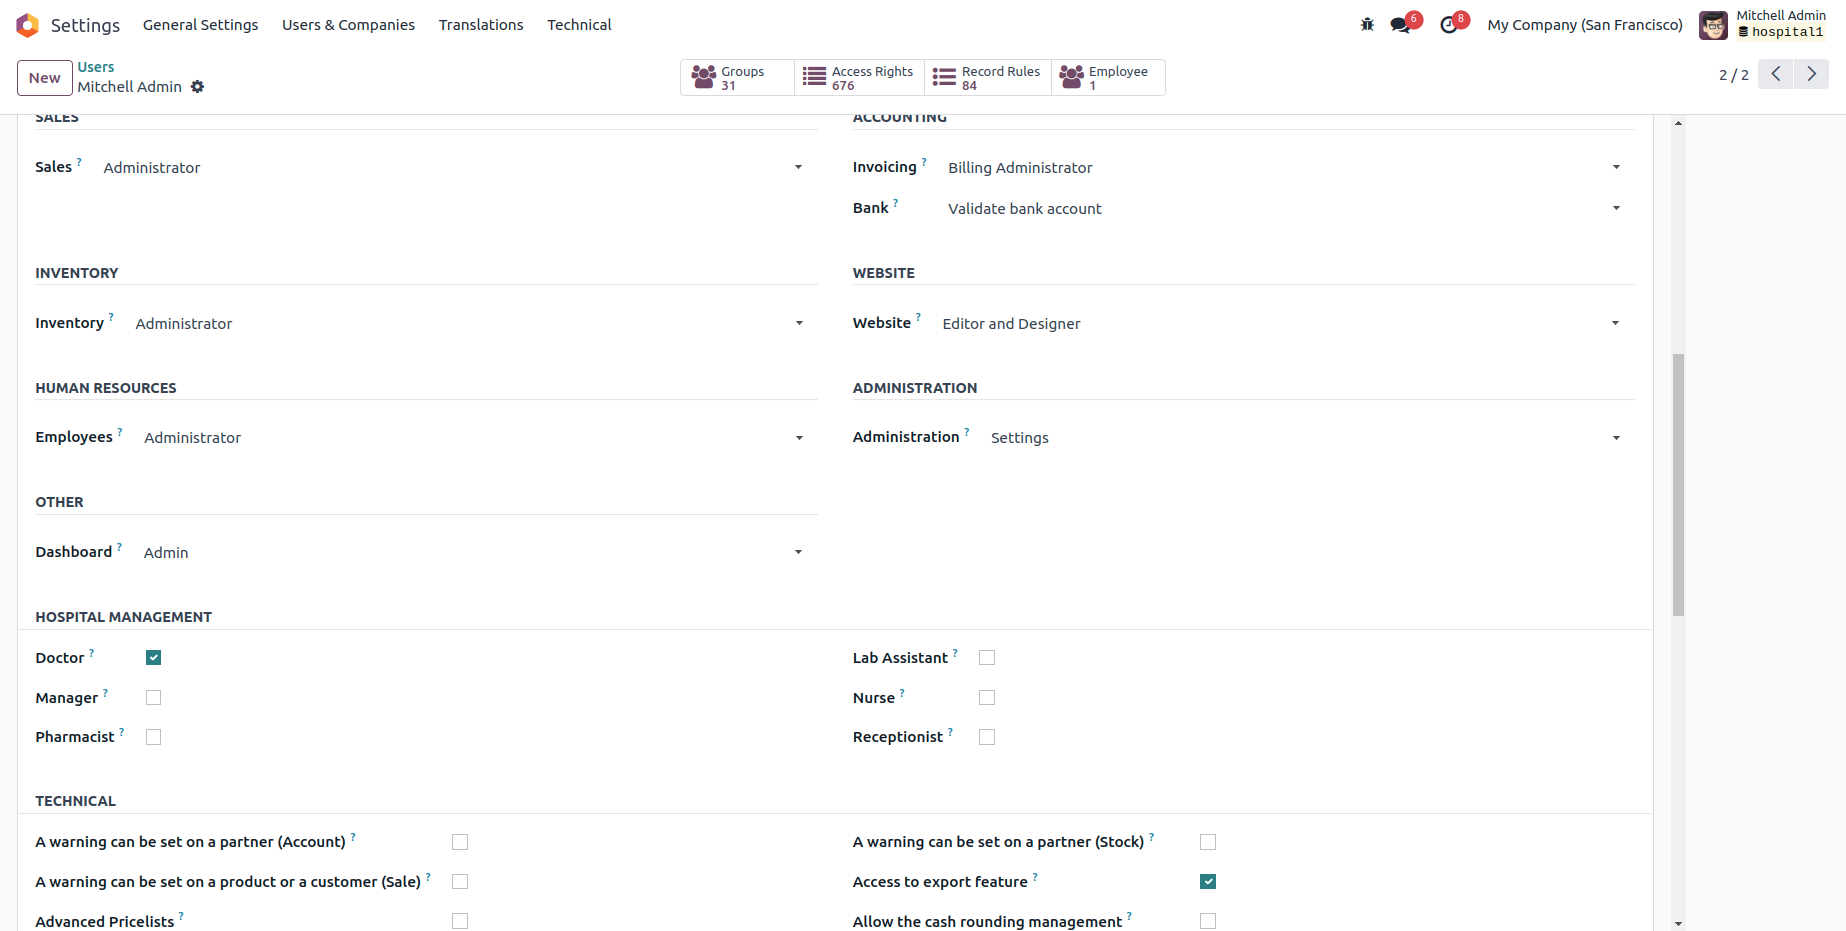 Settings General Settings Users & Companies Translations Technical 6 8 My Company (San Francisco) Mitchell Admin
hospital1
New Users
Mitchell Admin
Groups 31 Access Rights 676 Record Rules 84 Employee 1
2 / 2
SALES ACCOUNTING
Sales ? Administrator Invoicing ? Billing Administrator
Bank ? Validate bank account
INVENTORY WEBSITE
Inventory ? Administrator Website ? Editor and Designer
HUMAN RESOURCES ADMINISTRATION
Employees ? Administrator Administration ? Settings
OTHER
Dashboard ? Admin
HOSPITAL MANAGEMENT
Doctor ? Lab Assistant ?
Manager ? Nurse ?
Pharmacist ? Receptionist ?
TECHNICAL
A warning can be set on a partner (Account) ? A warning can be set on a partner (Stock) ?
A warning can be set on a product or a customer (Sale) ? Access to export feature ?
Advanced Pricelists ? Allow the cash rounding management ?